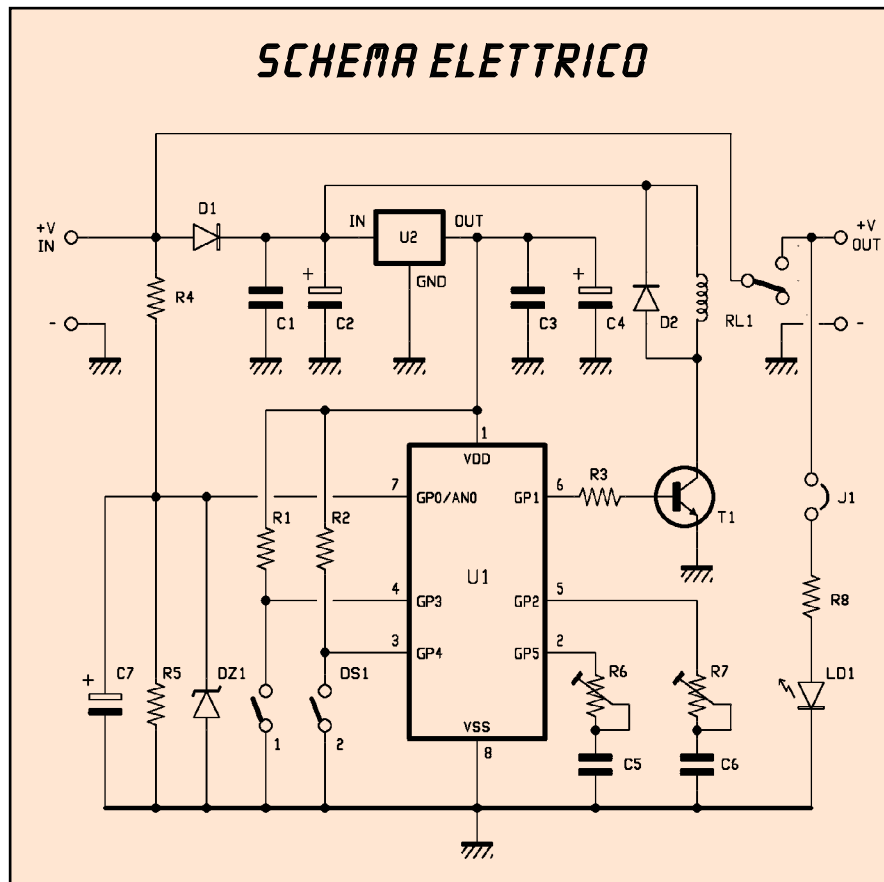 SCHEMA ELETTRICO
D1
+V
IN
IN
U2
OUT
GND
+V
OUT
R4
+
C1
C2
C3
+
C4
D2
RL1
-
-
1
VDD
7
GP0/AN0
GP1
6
R3
T1
J1
R1
R2
U1
4
GP3
GP2
5
R8
3
GP4
GP5
2
R6
R7
+
C7
R5
DZ1
DS1
LD1
1
2
VSS
8
C5
C6